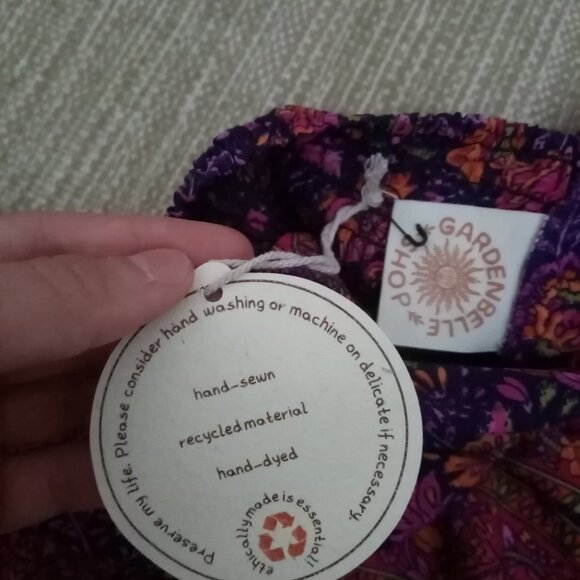 Preserve my life. Please consider hand washing or machine on delicate if necessary.
hand-sewn
recycled material
hand-dyed
ethically made is essential!
SHOP GARDENBELLE